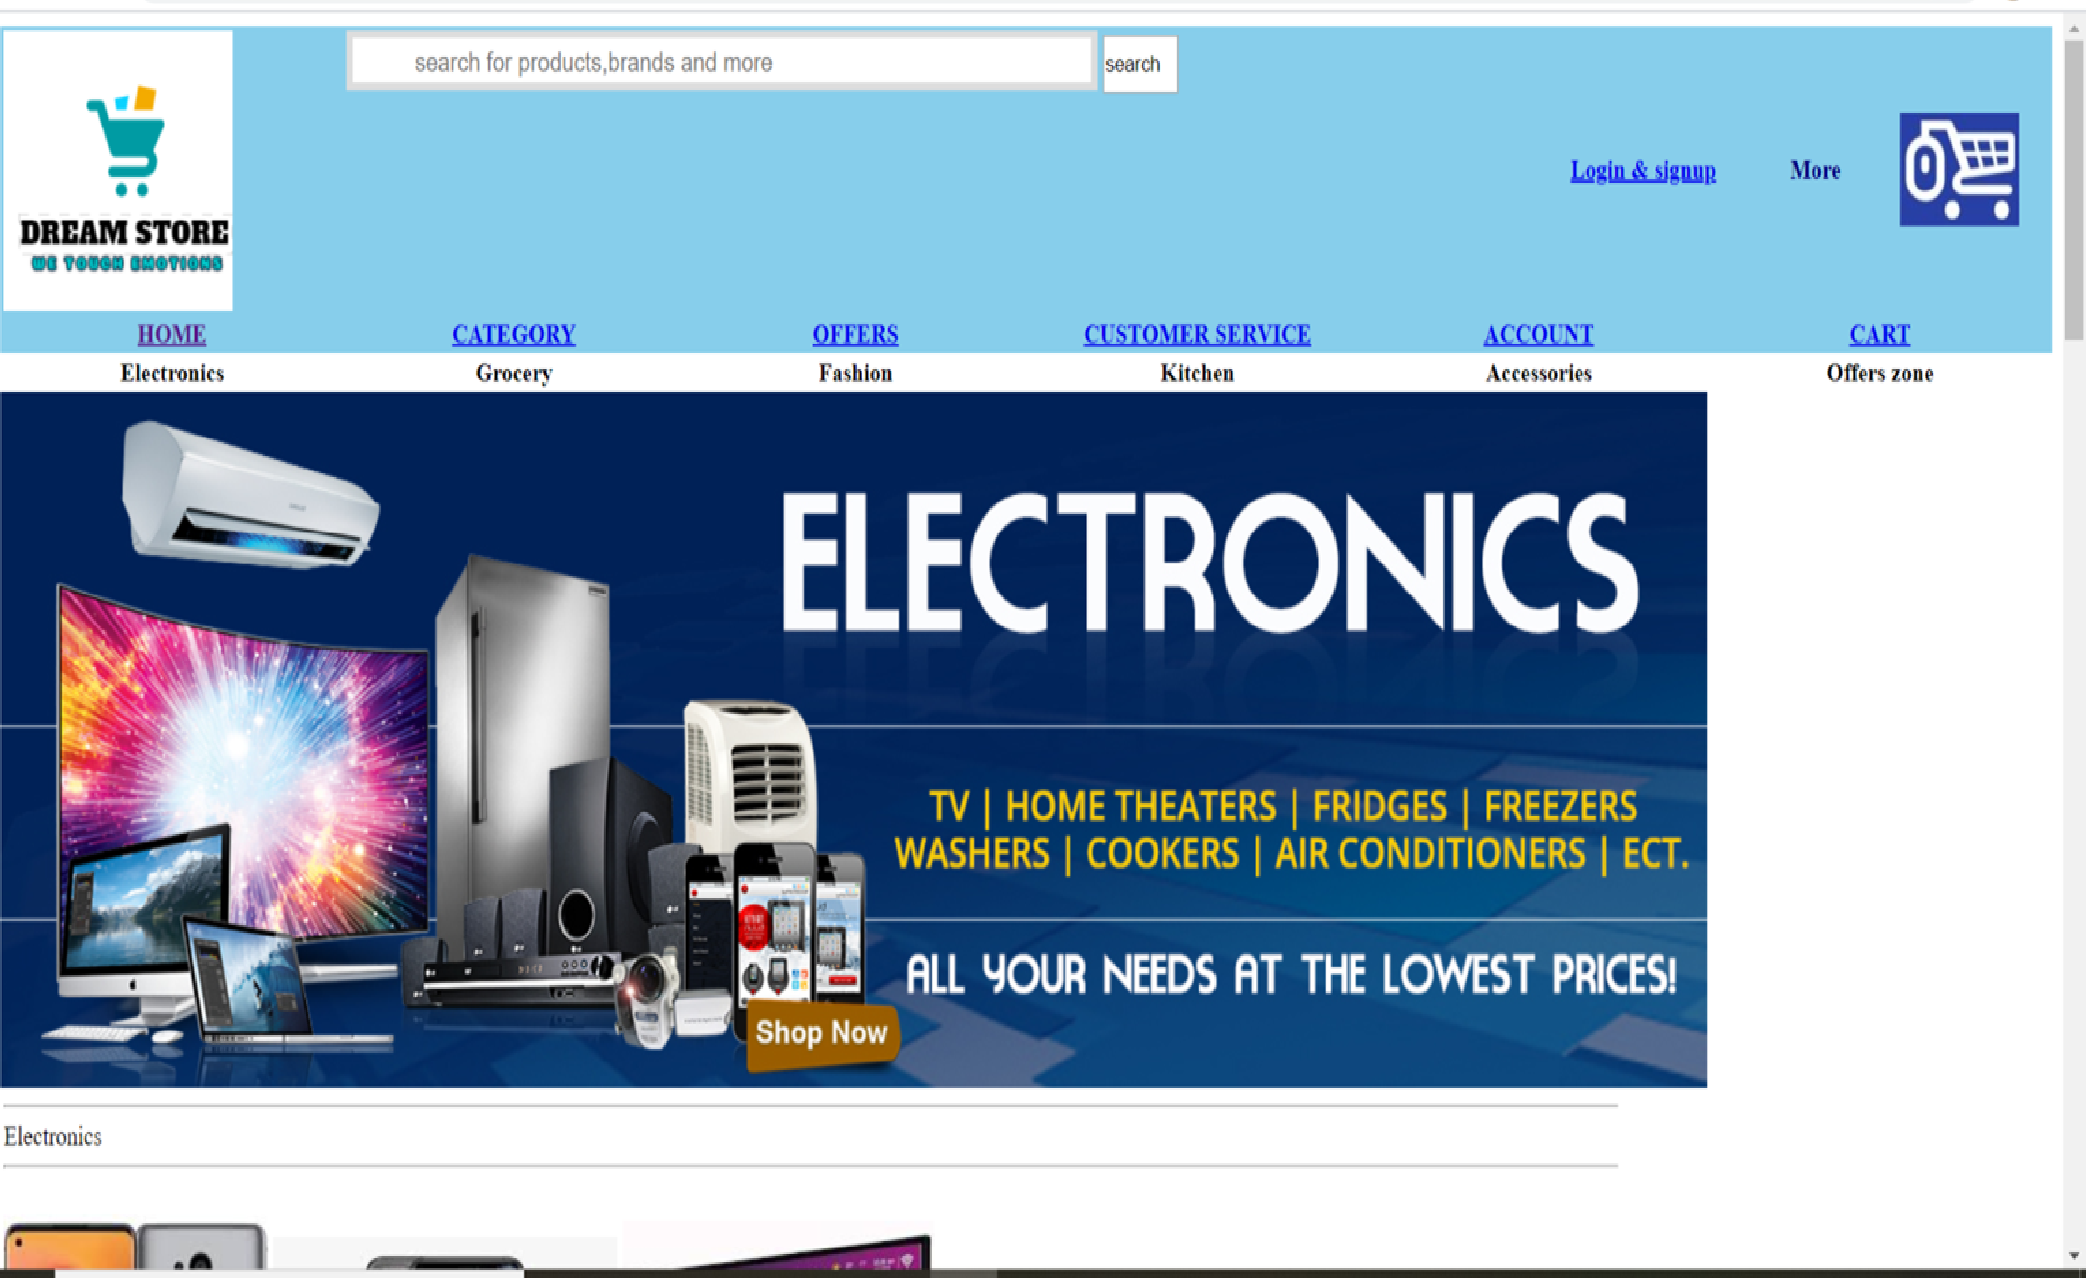 search for products,brands and more
search
DREAM STORE
WE TOUCH EMOTIONS
Login & signup
More
HOME CATEGORY OFFERS CUSTOMER SERVICE ACCOUNT CART
Electronics Grocery Fashion Kitchen Accessories Offers zone
ELECTRONICS
TV | HOME THEATERS | FRIDGES | FREEZERS
WASHERS | COOKERS | AIR CONDITIONERS | ECT.
ALL YOUR NEEDS AT THE LOWEST PRICES!
Shop Now
Electronics